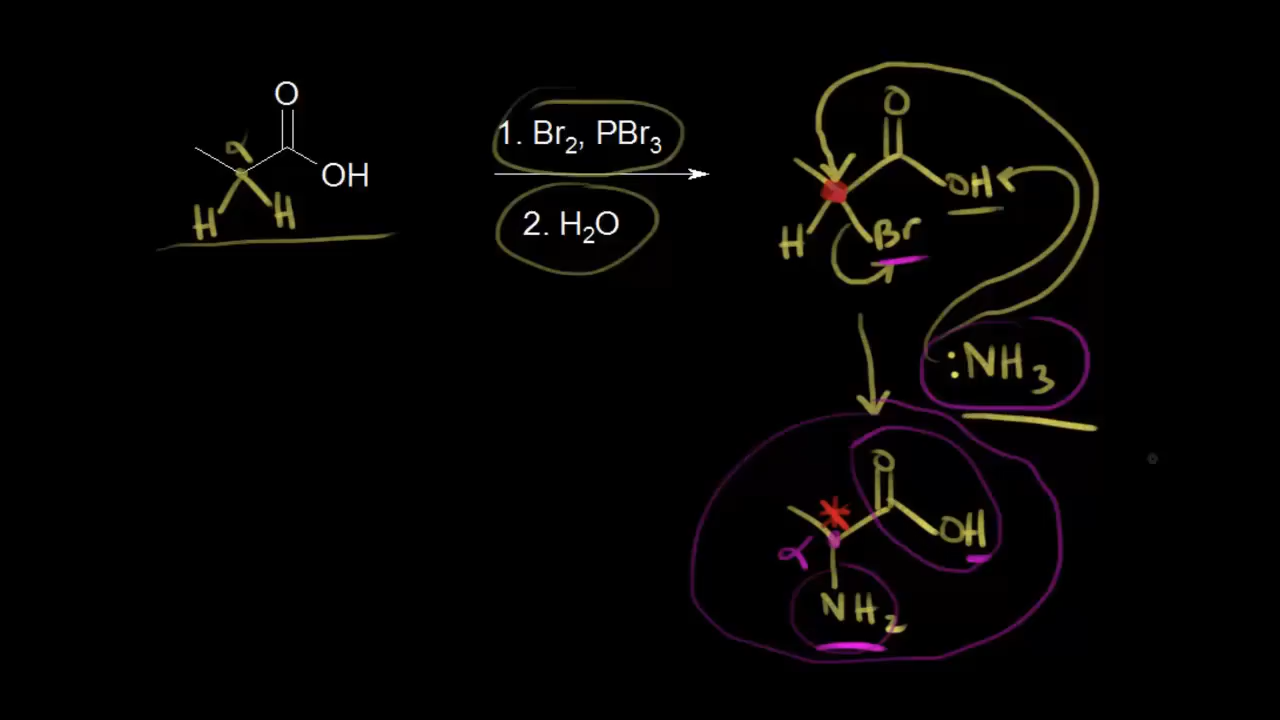 O
α
OH
H H
1. Br2, PBr3
2. H2O
O
OH
H Br
:NH3
O
*
OH
α
NH2